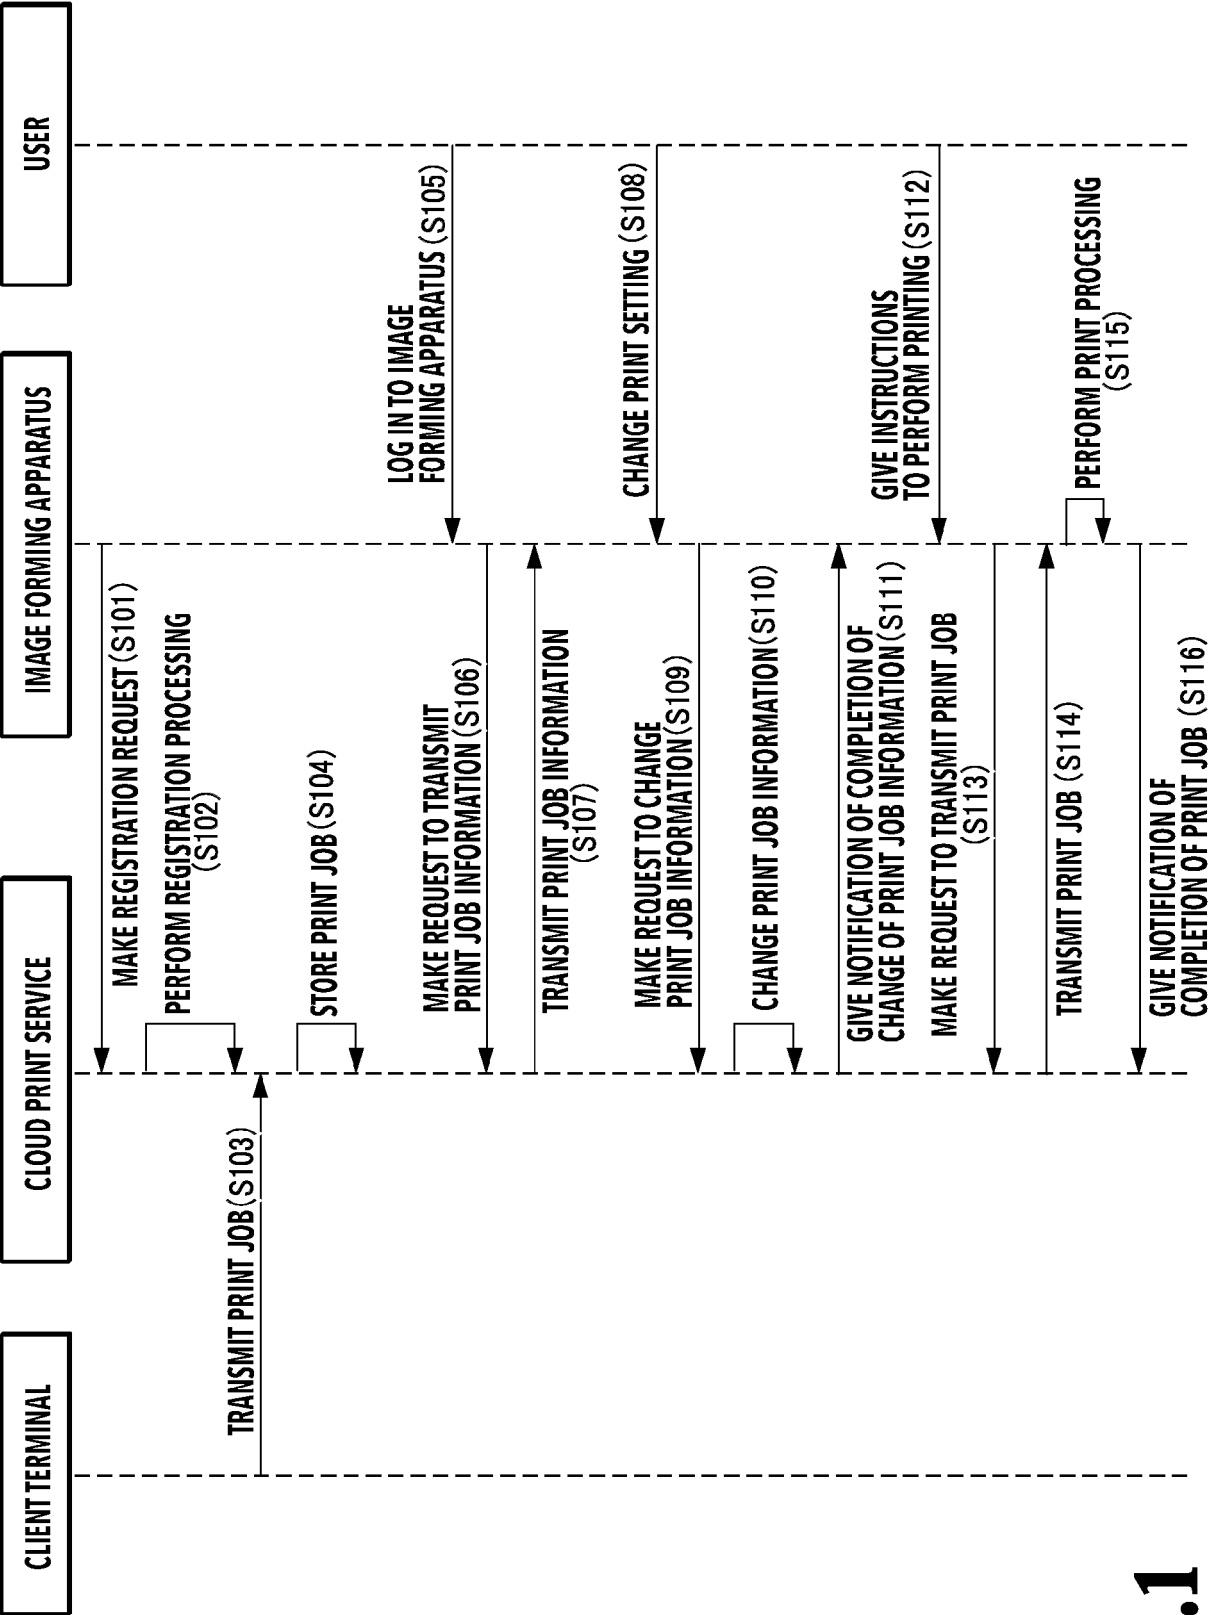 CLIENT TERMINAL
CLOUD PRINT SERVICE
IMAGE FORMING APPARATUS
USER
MAKE REGISTRATION REQUEST(S101)
PERFORM REGISTRATION PROCESSING
(S102)
TRANSMIT PRINT JOB(S103)
STORE PRINT JOB(S104)
LOG IN TO IMAGE
FORMING APPARATUS(S105)
MAKE REQUEST TO TRANSMIT
PRINT JOB INFORMATION(S106)
TRANSMIT PRINT JOB INFORMATION
(S107)
CHANGE PRINT SETTING(S108)
MAKE REQUEST TO CHANGE
PRINT JOB INFORMATION(S109)
CHANGE PRINT JOB INFORMATION(S110)
GIVE NOTIFICATION OF COMPLETION OF
CHANGE OF PRINT JOB INFORMATION(S111)
GIVE INSTRUCTIONS
TO PERFORM PRINTING(S112)
MAKE REQUEST TO TRANSMIT PRINT JOB
(S113)
TRANSMIT PRINT JOB(S114)
PERFORM PRINT PROCESSING
(S115)
GIVE NOTIFICATION OF
COMPLETION OF PRINT JOB (S116)
.1